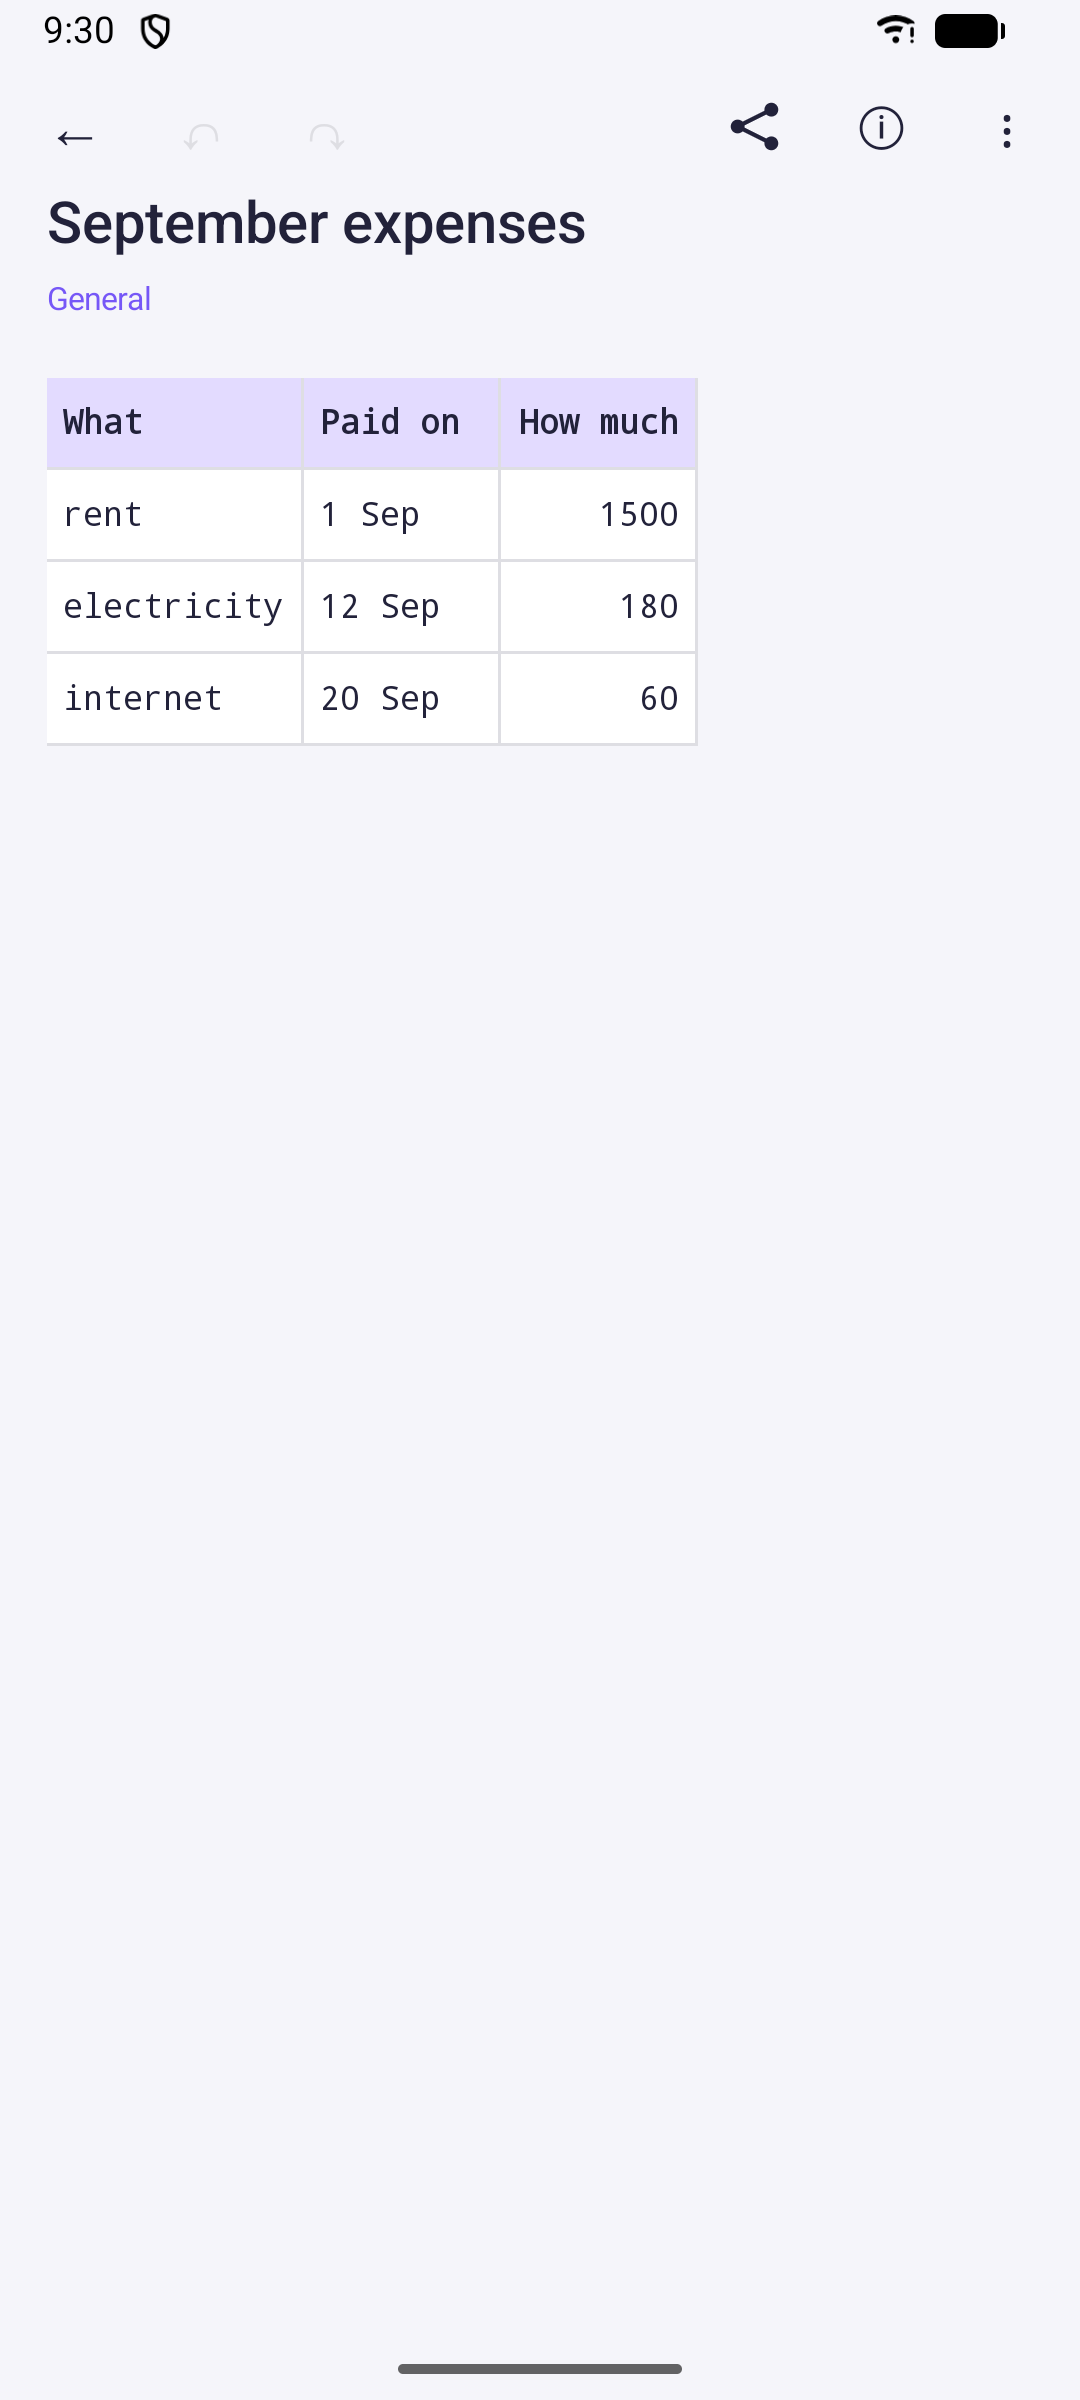 9:30
September expenses
General
What Paid on How much
rent 1 Sep 1500
electricity 12 Sep 180
internet 20 Sep 60